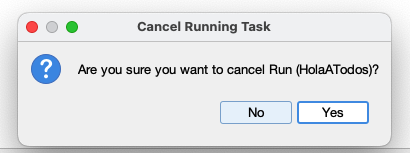 Cancel Running Task
?
Are you sure you want to cancel Run (HolaATodos)?
No
Yes